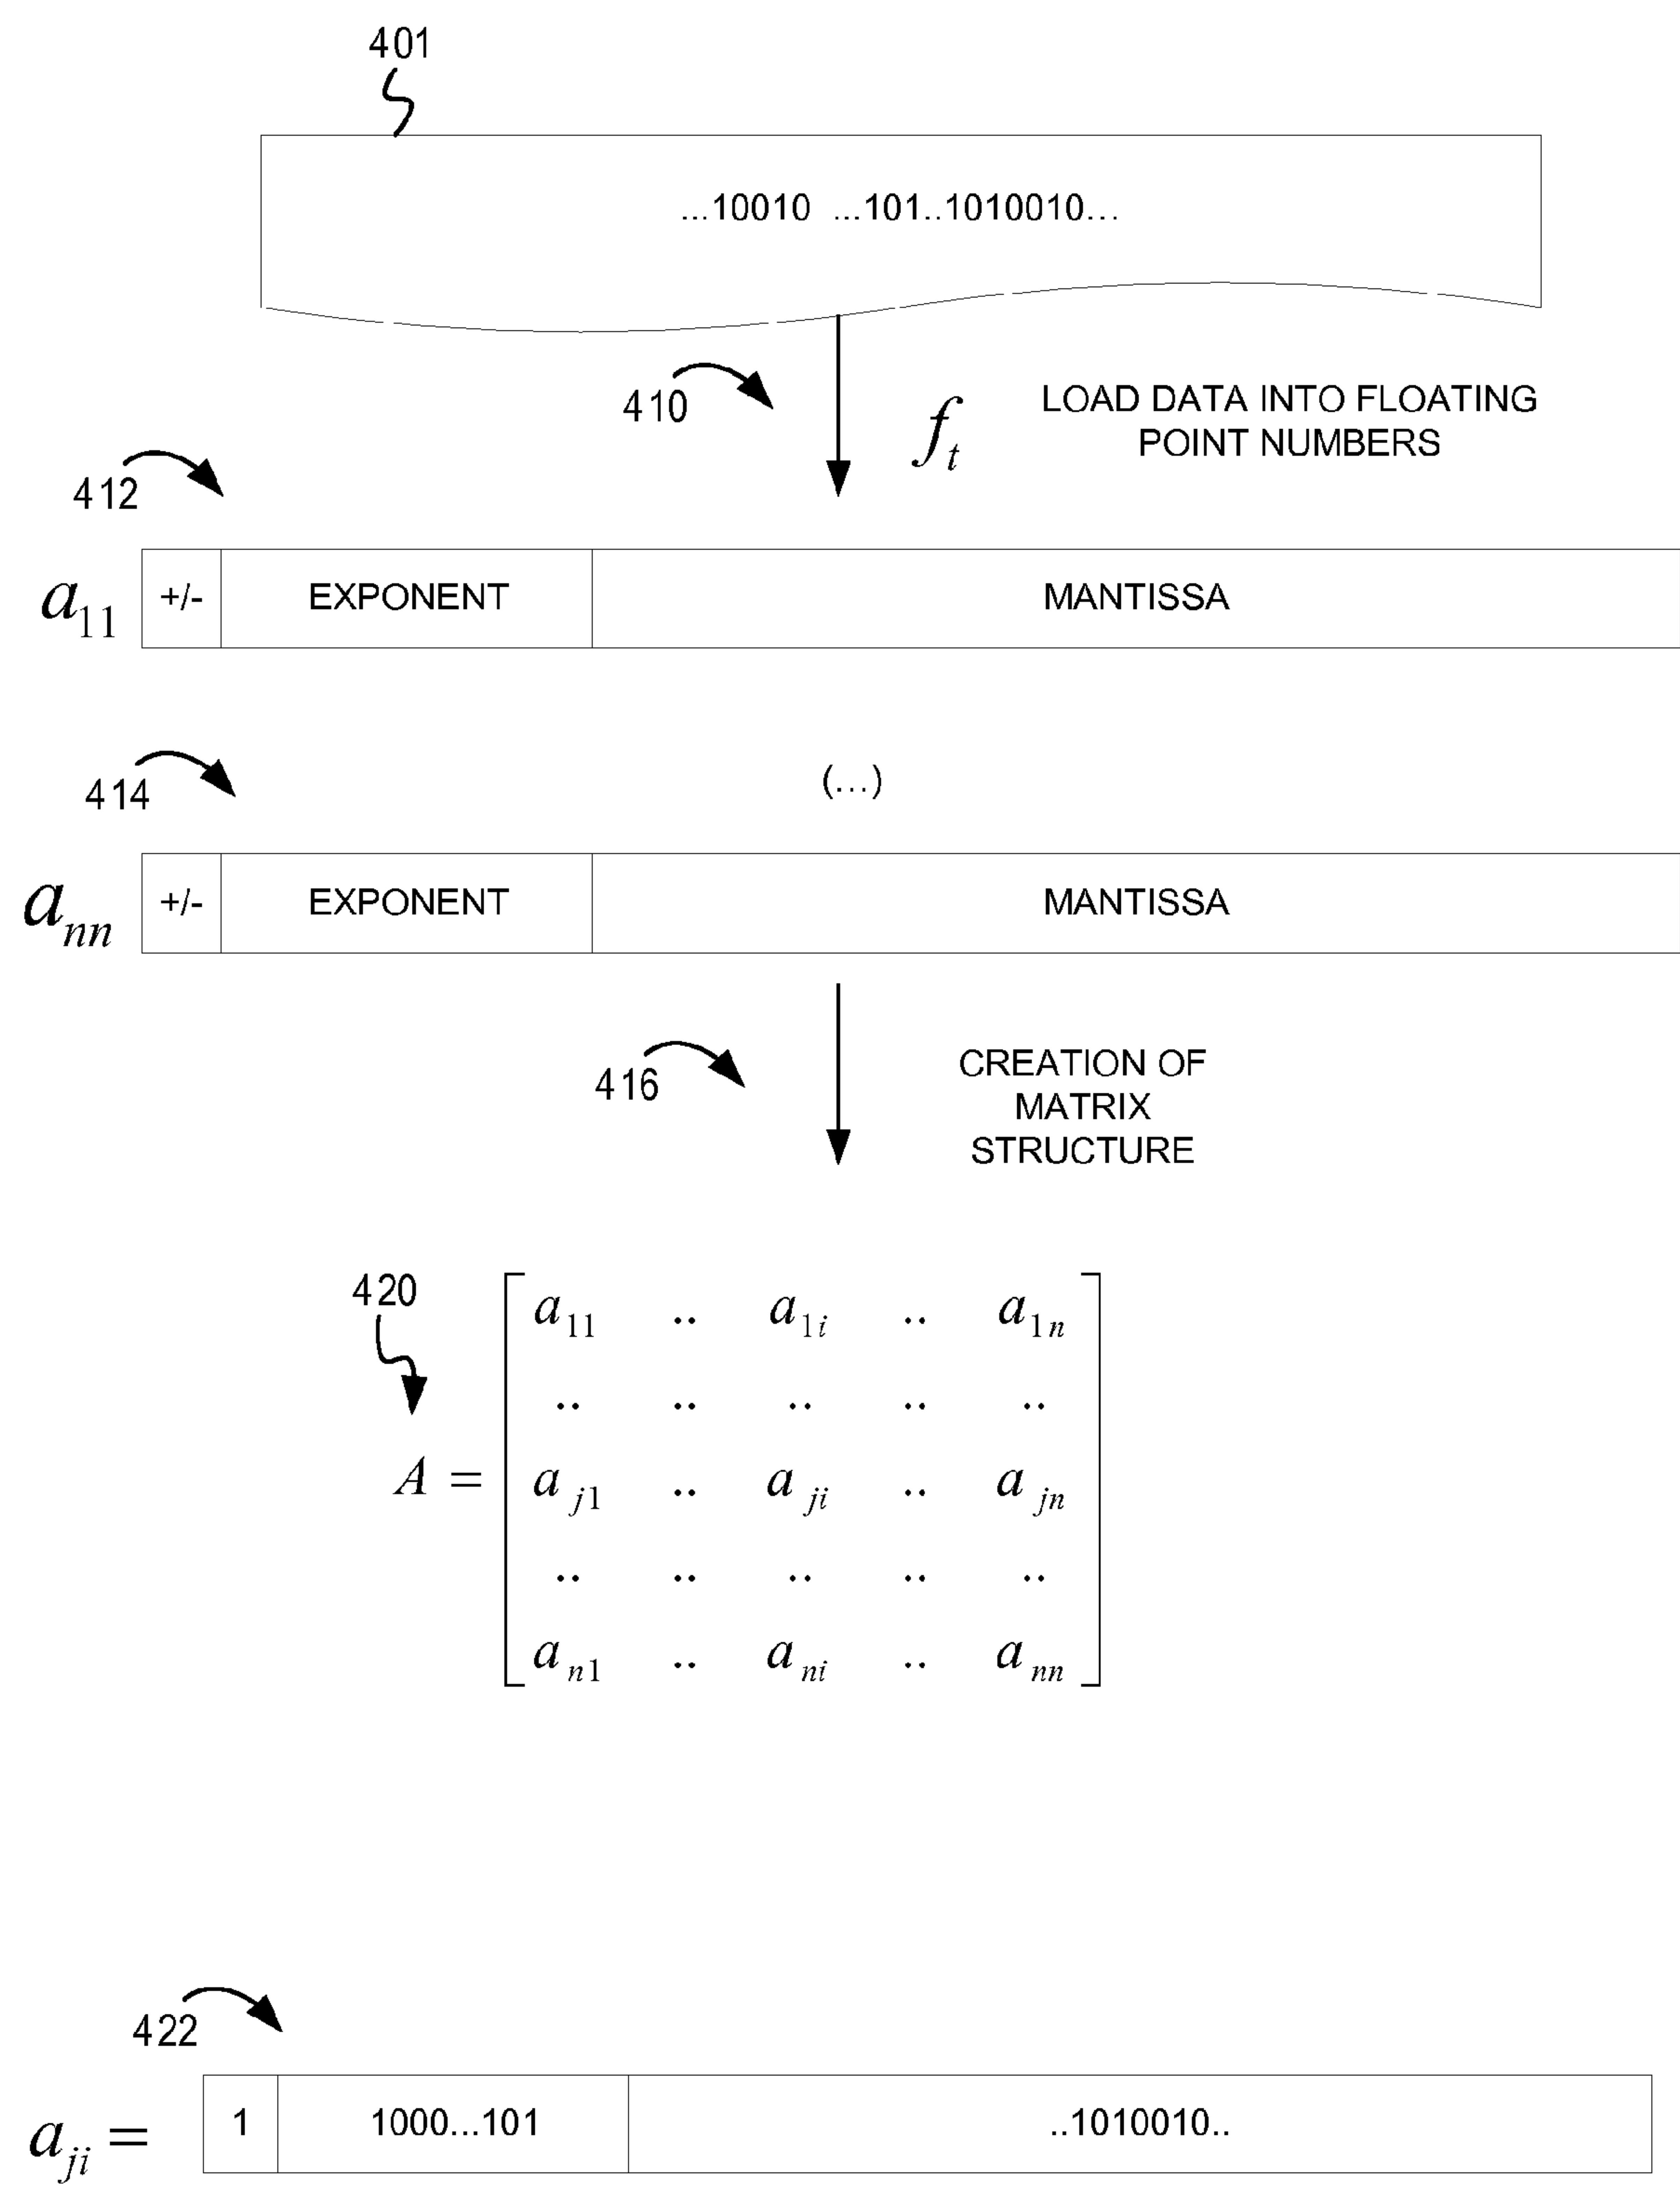 401
...10010 ...101..1010010...
410
f_t
LOAD DATA INTO FLOATING
POINT NUMBERS
412
a_11 +/- EXPONENT MANTISSA
414
(...)
a_nn +/- EXPONENT MANTISSA
416
CREATION OF
MATRIX
STRUCTURE
420
a_11 .. a_1i .. a_1n
.. .. .. .. ..
A = a_j1 .. a_ji .. a_jn
.. .. .. .. ..
a_n1 .. a_ni .. a_nn
422
a_ji = 1 1000...101 ..1010010..